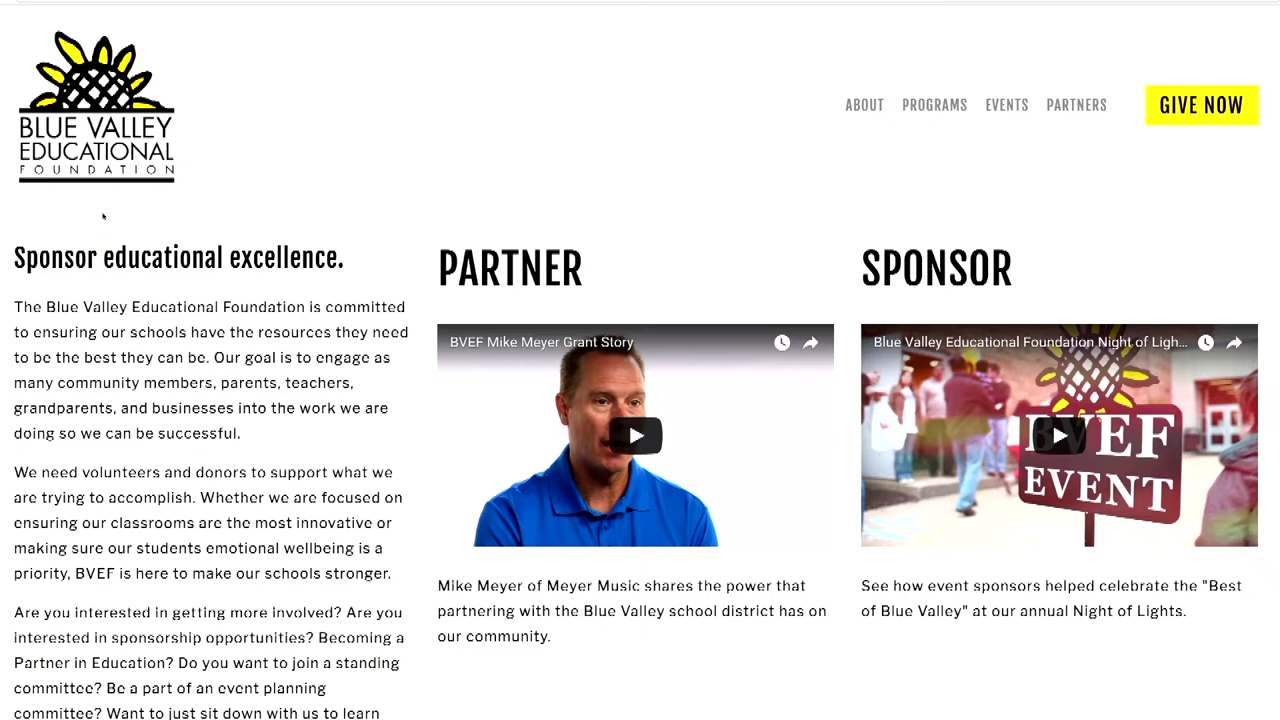 BLUE VALLEY
EDUCATIONAL
FOUNDATION
ABOUT PROGRAMS EVENTS PARTNERS GIVE NOW
Sponsor educational excellence.
The Blue Valley Educational Foundation is committed
to ensuring our schools have the resources they need
to be the best they can be. Our goal is to engage as
many community members, parents, teachers,
grandparents, and businesses into the work we are
doing so we can be successful.
We need volunteers and donors to support what we
are trying to accomplish. Whether we are focused on
ensuring our classrooms are the most innovative or
making sure our students emotional wellbeing is a
priority, BVEF is here to make our schools stronger.
Are you interested in getting more involved? Are you
interested in sponsorship opportunities? Becoming a
Partner in Education? Do you want to join a standing
committee? Be a part of an event planning
committee? Want to just sit down with us to learn
PARTNER
BVEF Mike Meyer Grant Story
Mike Meyer of Meyer Music shares the power that
partnering with the Blue Valley school district has on
our community.
SPONSOR
Blue Valley Educational Foundation Night of Ligh...
BVEF
EVENT
See how event sponsors helped celebrate the "Best
of Blue Valley" at our annual Night of Lights.